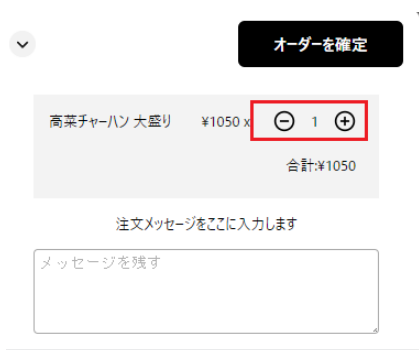 オーダーを確定
高菜チャーハン 大盛り ¥1050 x 1
合計:¥1050
注文メッセージをここに入力します
メッセージを残す